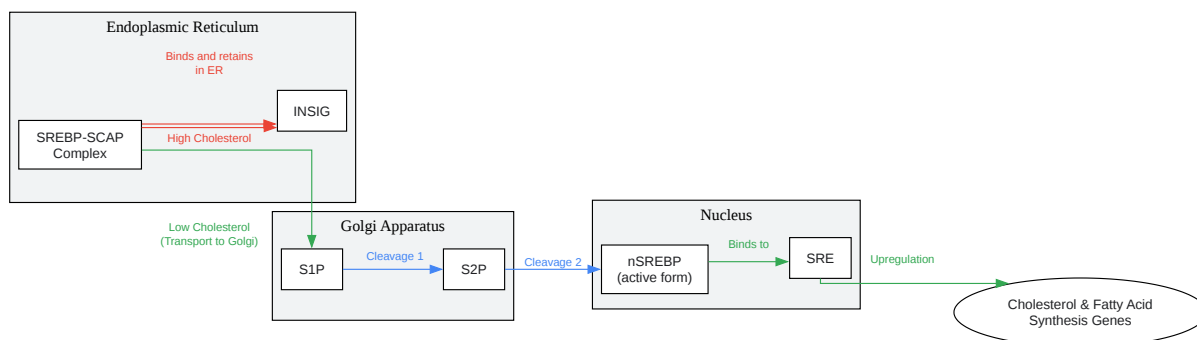 Endoplasmic Reticulum
Binds and retains
in ER
INSIG
SREBP-SCAP
Complex
High Cholesterol
Low Cholesterol
(Transport to Golgi)
Golgi Apparatus
S1P
Cleavage 1
S2P
Cleavage 2
Nucleus
nSREBP
(active form)
Binds to
SRE
Upregulation
Cholesterol & Fatty Acid
Synthesis Genes